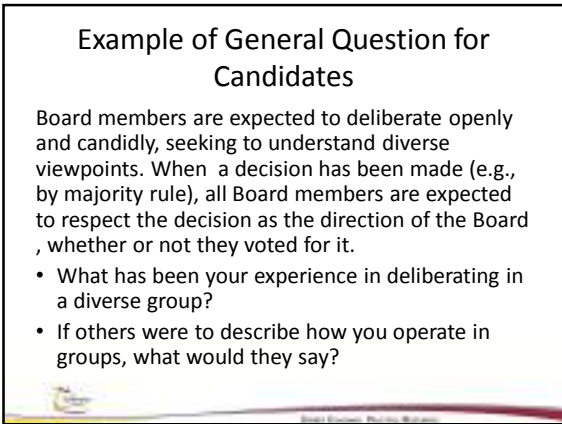 Example of General Question for
Candidates
Board members are expected to deliberate openly
and candidly, seeking to understand diverse
viewpoints. When  a decision has been made (e.g.,
by majority rule), all Board members are expected
to respect the decision as the direction of the Board
, whether or not they voted for it.
• What has been your experience in deliberating in
a diverse group?
• If others were to describe how you operate in
groups, what would they say?